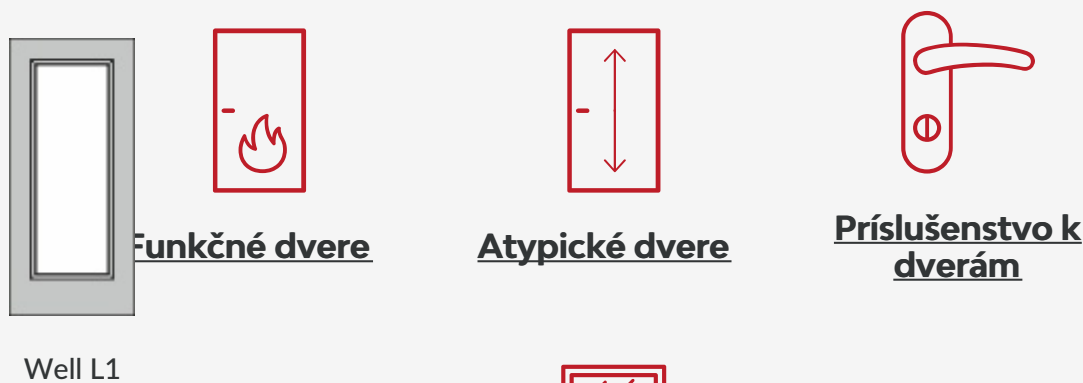 Funkčné dvere
Atypické dvere
Príslušenstvo k
dverám
Well L1